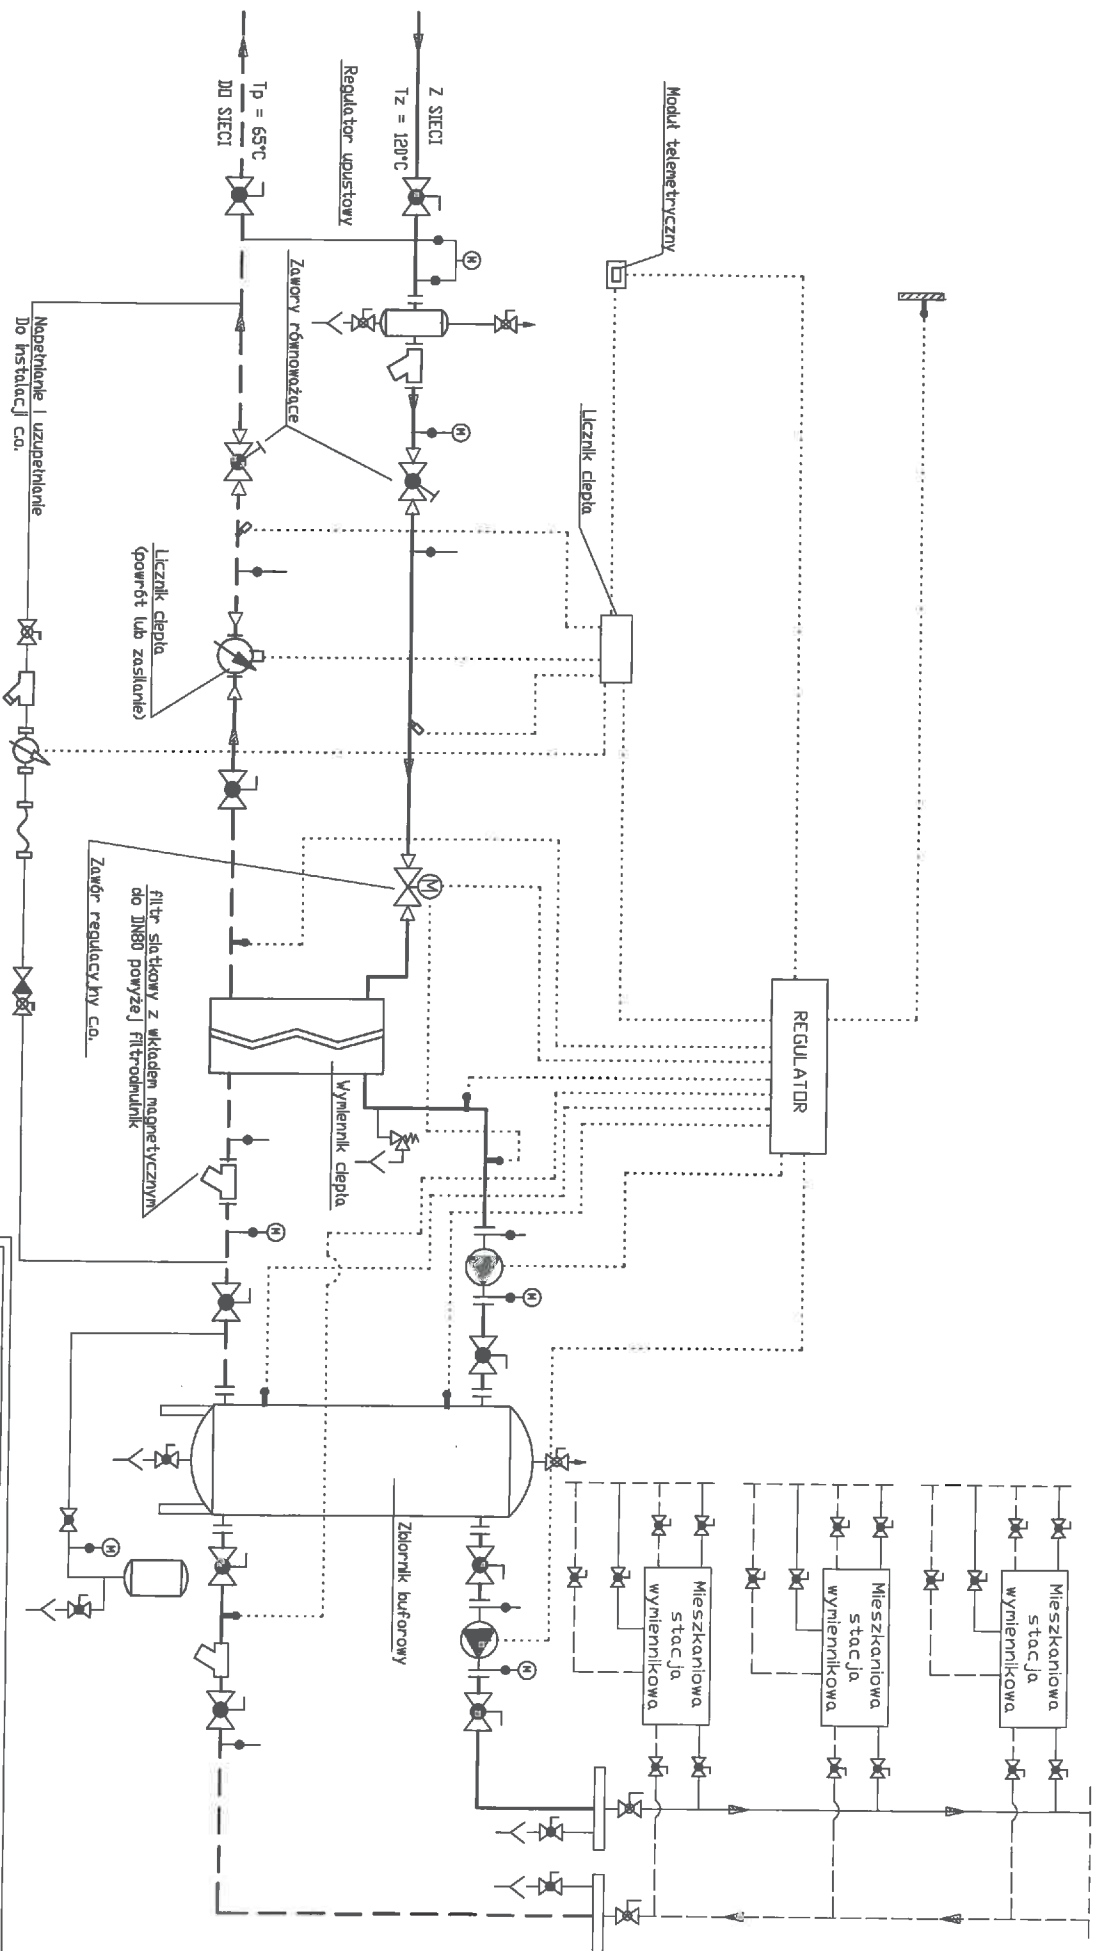 Mieszkaniowa
stacja
wymiennikowa
Mieszkaniowa
stacja
wymiennikowa
Mieszkaniowa
stacja
wymiennikowa
REGULATOR
Moduł telemetryczny
Licznik ciepła
Z SIECI
Tz = 120°C
Regulator upustowy
M
M
Zawory równoważące
M
M
M
Wymiennik ciepła
Zbiornik buforowy
Tp = 65°C
DO SIECI
Licznik ciepła
(powrót lub zasilanie)
M
filtr siatkowy z wkładem magnetycznym
do DN80 powyżej filtroodmulnik
Zawór regulacyjny c.o.
M
Napełnianie i uzupełnianie
Do instalacji c.o.